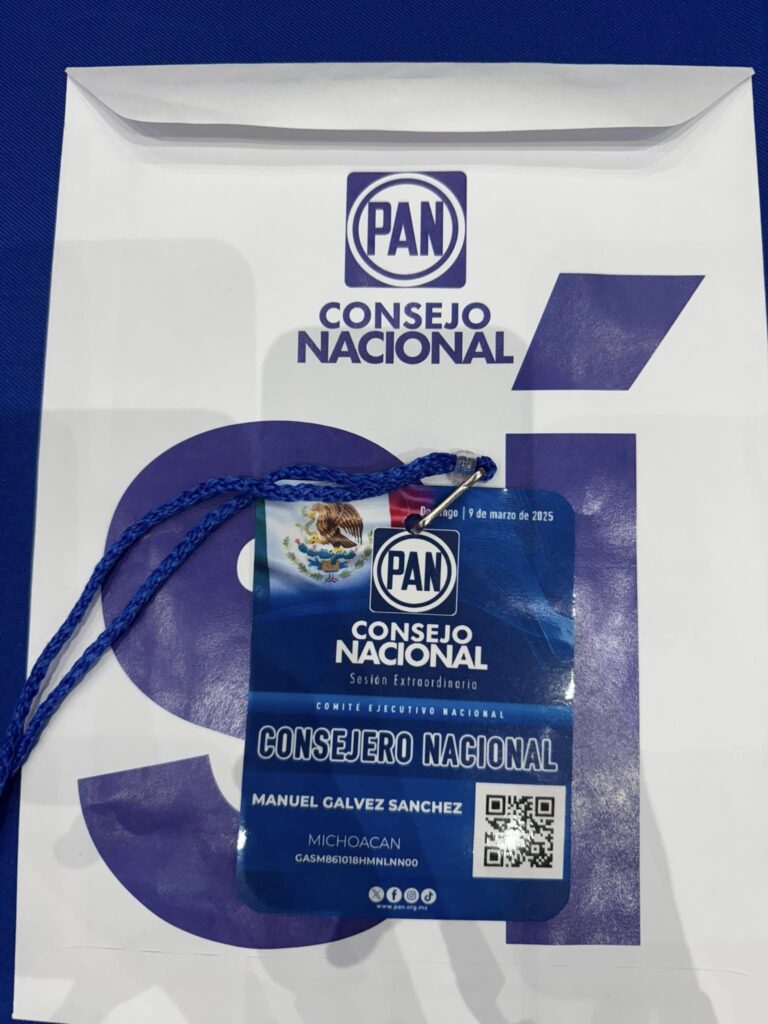 PAN
CONSEJO
NACIONAL
SÍ
Domingo | 9 de marzo de 2025
PAN
CONSEJO
NACIONAL
Sesión Extraordinaria
COMITÉ EJECUTIVO NACIONAL
CONSEJERO NACIONAL
MANUEL GALVEZ SANCHEZ
MICHOACAN
GASM861018HMNLNN00
www.pan.org.mx